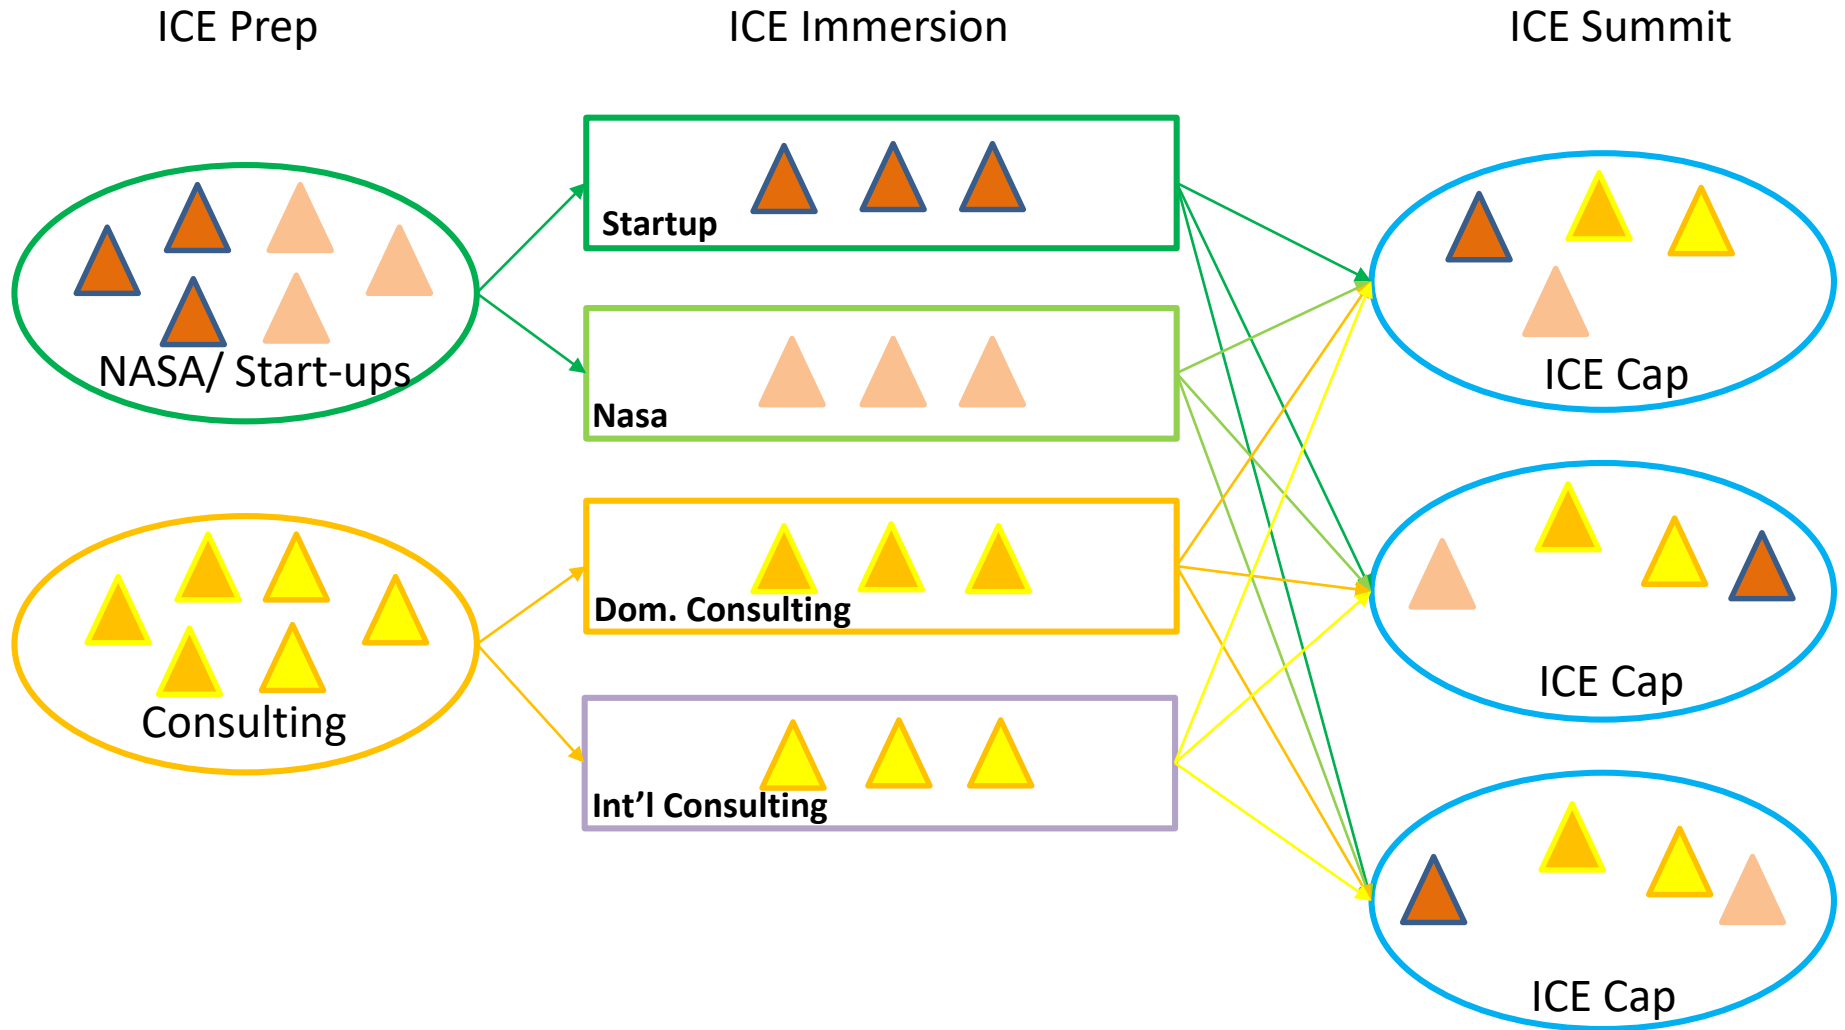 ICE Prep
ICE Immersion
ICE Summit
NASA/ Start-ups
Consulting
Startup
Nasa
Dom. Consulting
Int’l Consulting
ICE Cap
ICE Cap
ICE Cap